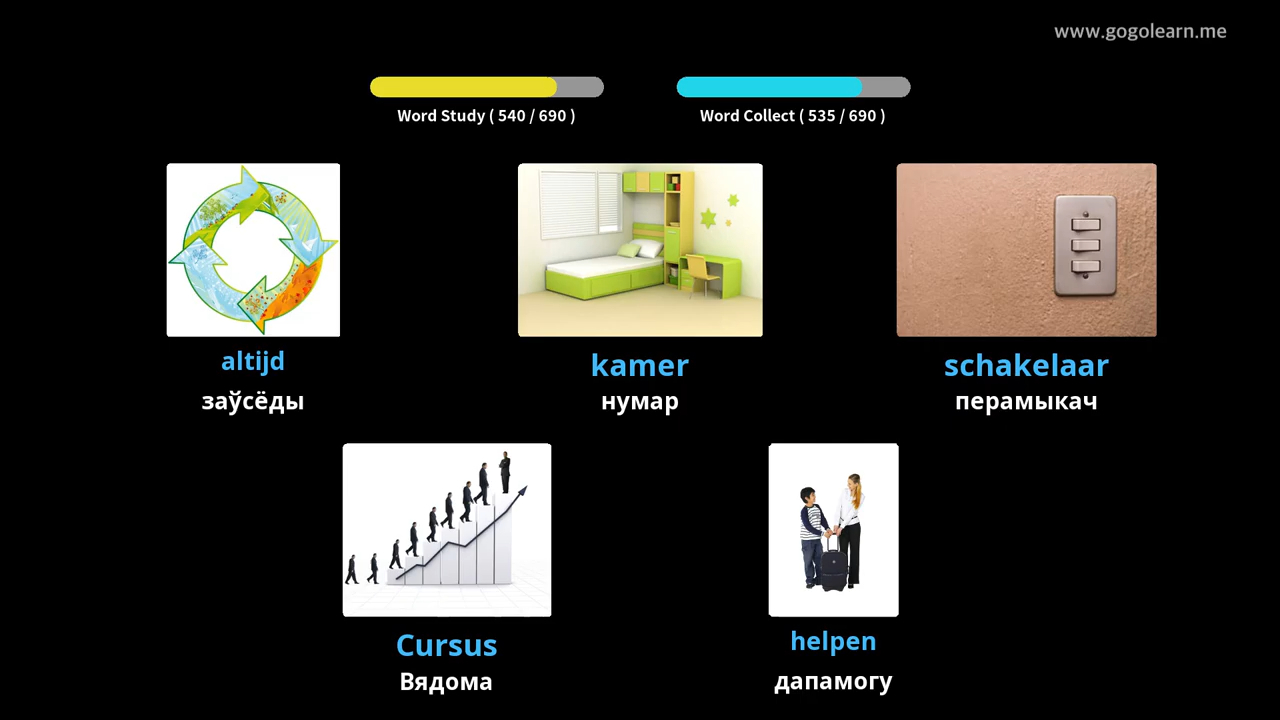 www.gogolearn.me
Word Study ( 540 / 690 )
Word Collect ( 535 / 690 )
altijd
заўсёды
kamer
нумар
schakelaar
перамыкач
Cursus
Вядома
helpen
дапамогу